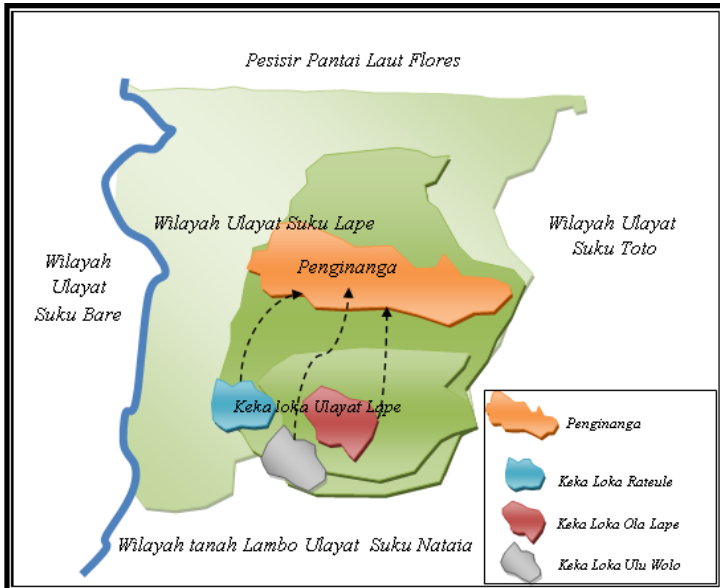 Pesisir Pantai Laut Flores
Wilayah Ulayat Suku Lape
Wilayah Ulayat
Suku Toto
Wilayah
Ulayat
Suku Bare
Penginanga
Keka loka Ulayat Lape
Wilayah tanah Lambo Ulayat Suku Nataia
Penginanga
Keka Loka Rateule
Keka Loka Ola Lape
Keka Loka Ulu Wolo